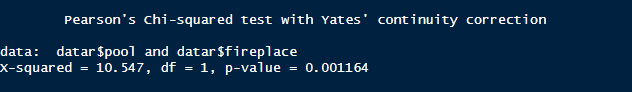 Pearson's Chi-squared test with Yates' continuity correction
data:  datar$pool and datar$fireplace
X-squared = 10.547, df = 1, p-value = 0.001164